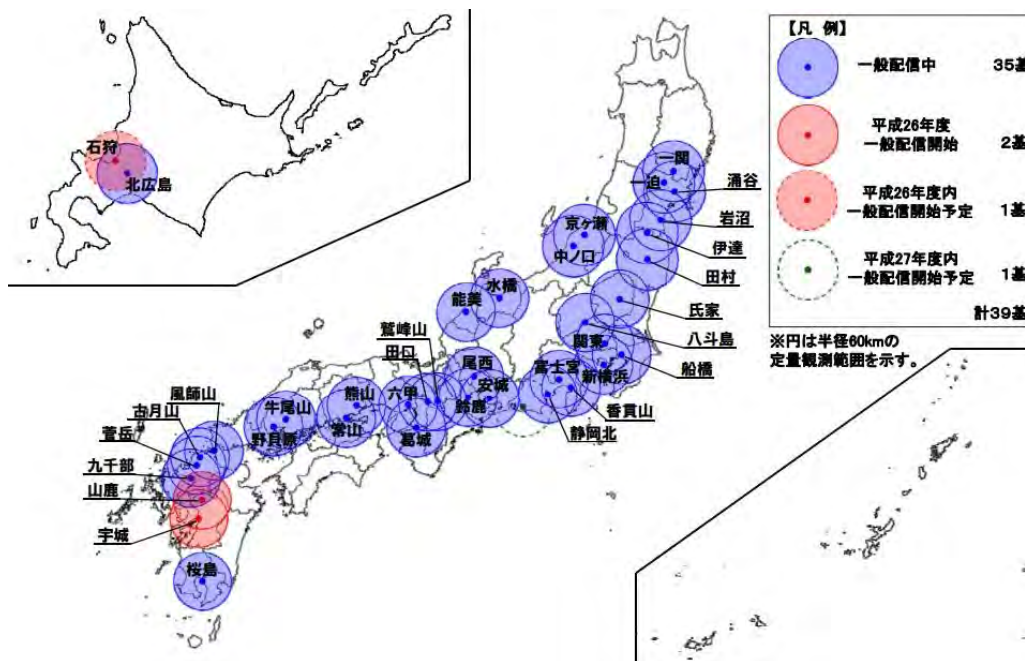 【凡 例】
一般配信中 35基
平成26年度
一般配信開始 2基
平成26年度内
一般配信開始予定 1基
平成27年度内
一般配信開始予定 1基
計39基
※円は半径60kmの
定量観測範囲を示す。
石狩
北広島
一関
一迫
涌谷
岩沼
京ヶ瀬
伊達
中ノ口
田村
水橋
能美
氏家
鷲峰山
八斗島
関東
田口
尾西
富士宮
船橋
新横浜
風師山
熊山
六甲
安城
古月山
牛尾山
鈴鹿
香貫山
菅岳
野貝原
常山
葛城
静岡北
九千部
山鹿
宇城
桜島